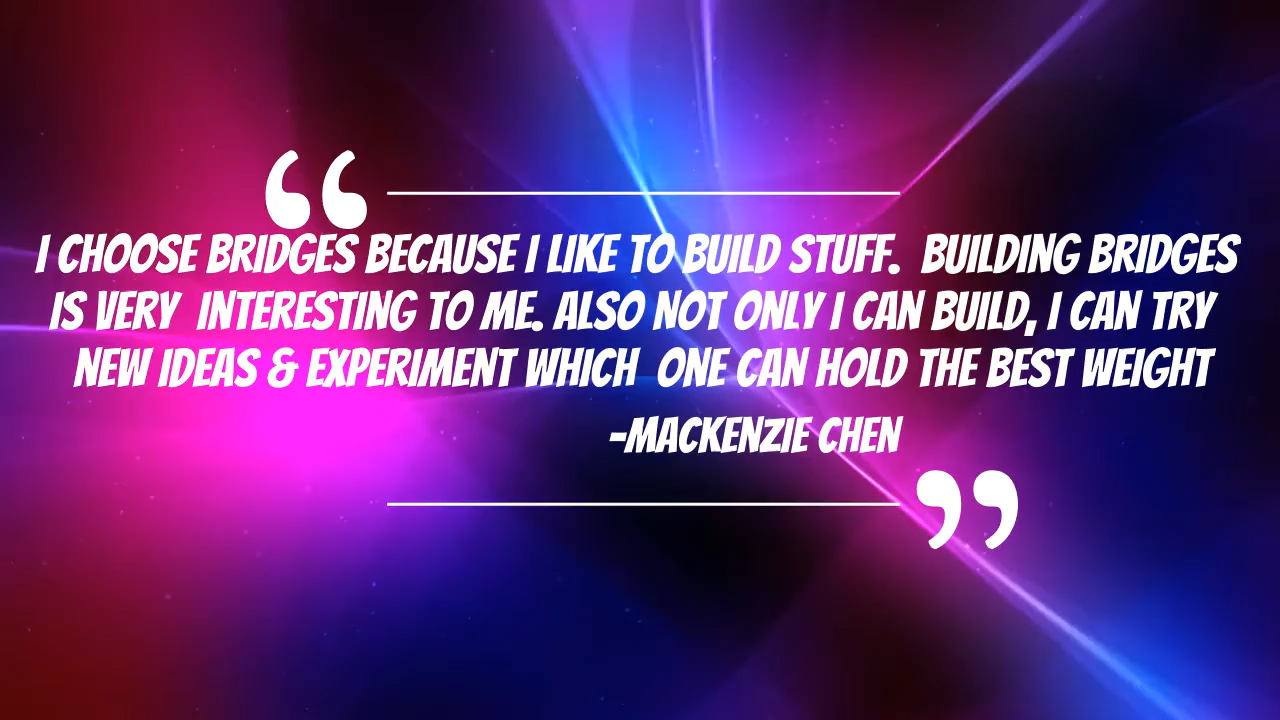 “
I CHOOSE BRIDGES BECAUSE I LIKE TO BUILD STUFF.  BUILDING BRIDGES
IS VERY  INTERESTING TO ME. ALSO NOT ONLY I CAN BUILD, I CAN TRY
NEW IDEAS & EXPERIMENT WHICH  ONE CAN HOLD THE BEST WEIGHT
-MACKENZIE CHEN
”